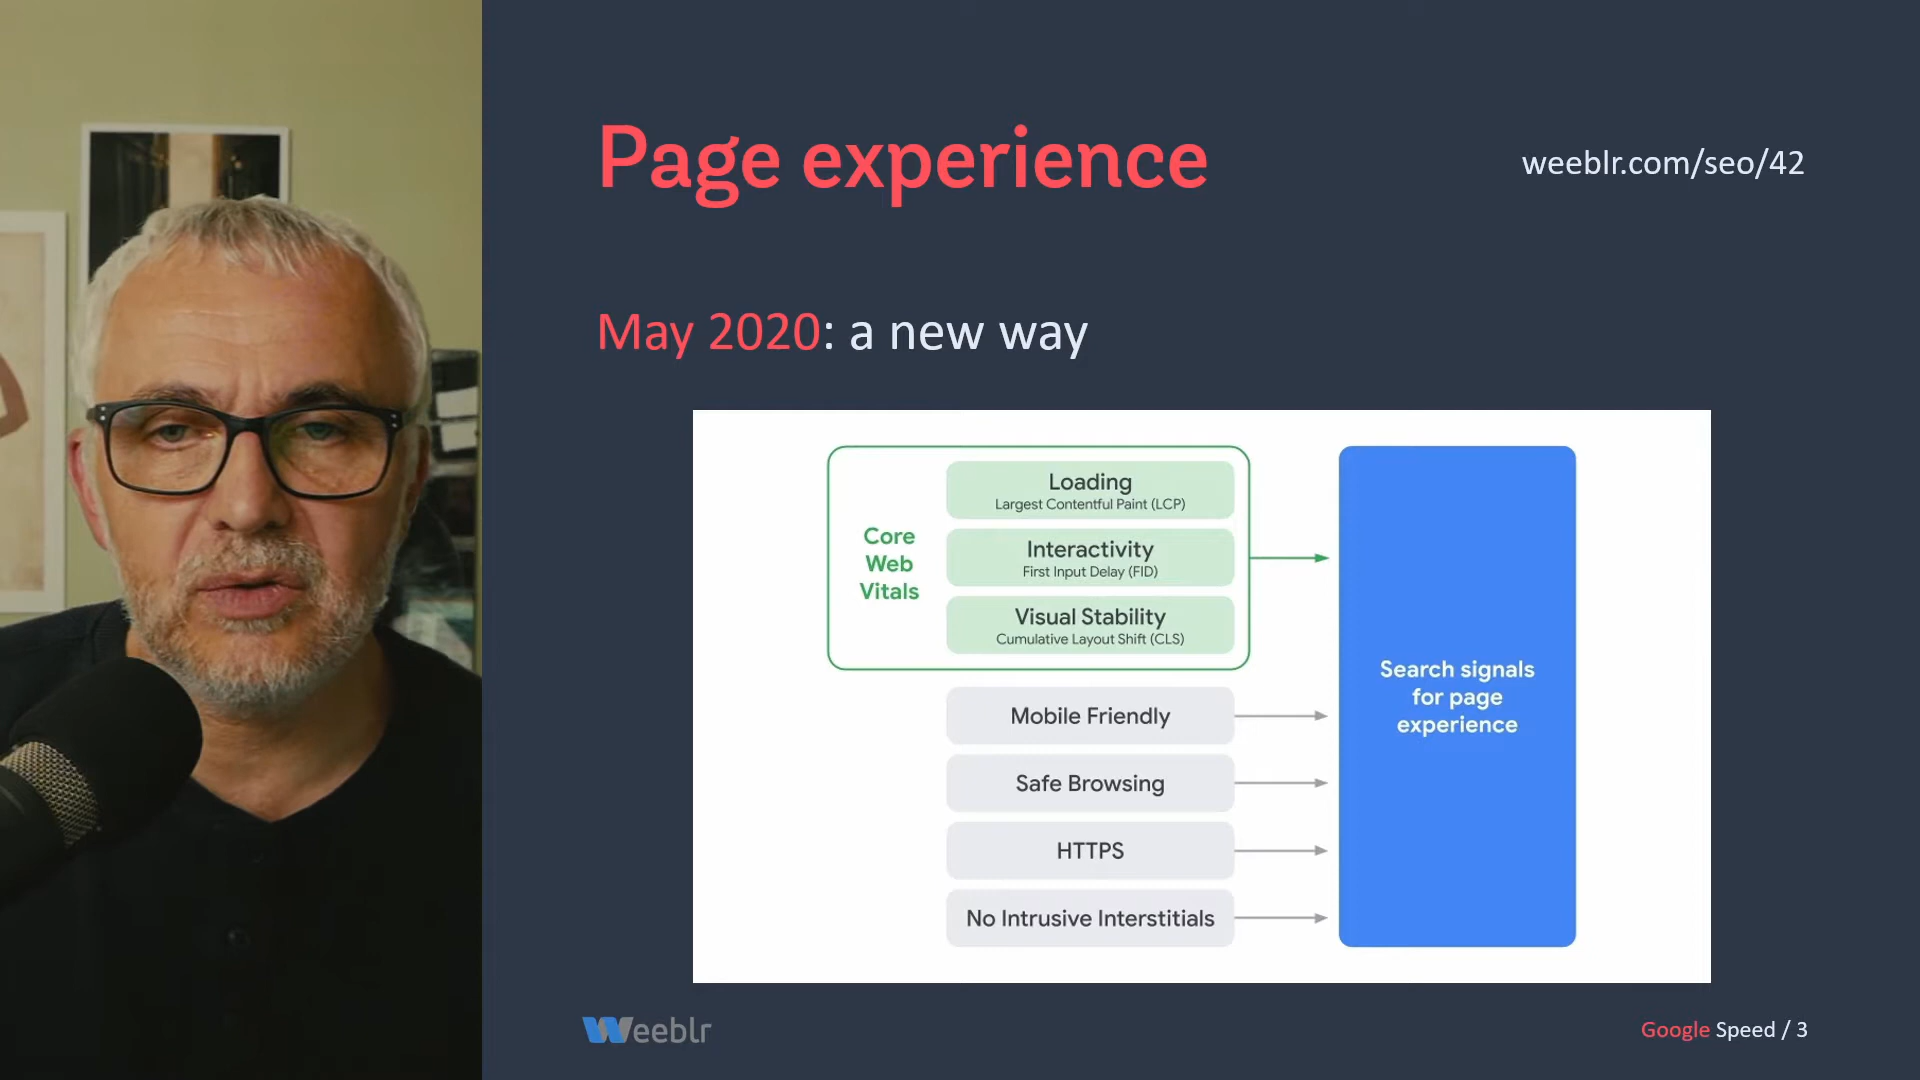 Page experience
weeblr.com/seo/42
May 2020: a new way
Core
Web
Vitals
Loading
Largest Contentful Paint (LCP)
Interactivity
First Input Delay (FID)
Visual Stability
Cumulative Layout Shift (CLS)
Mobile Friendly
Safe Browsing
HTTPS
No Intrusive Interstitials
Search signals
for page
experience
Weeblr
Google Speed / 3